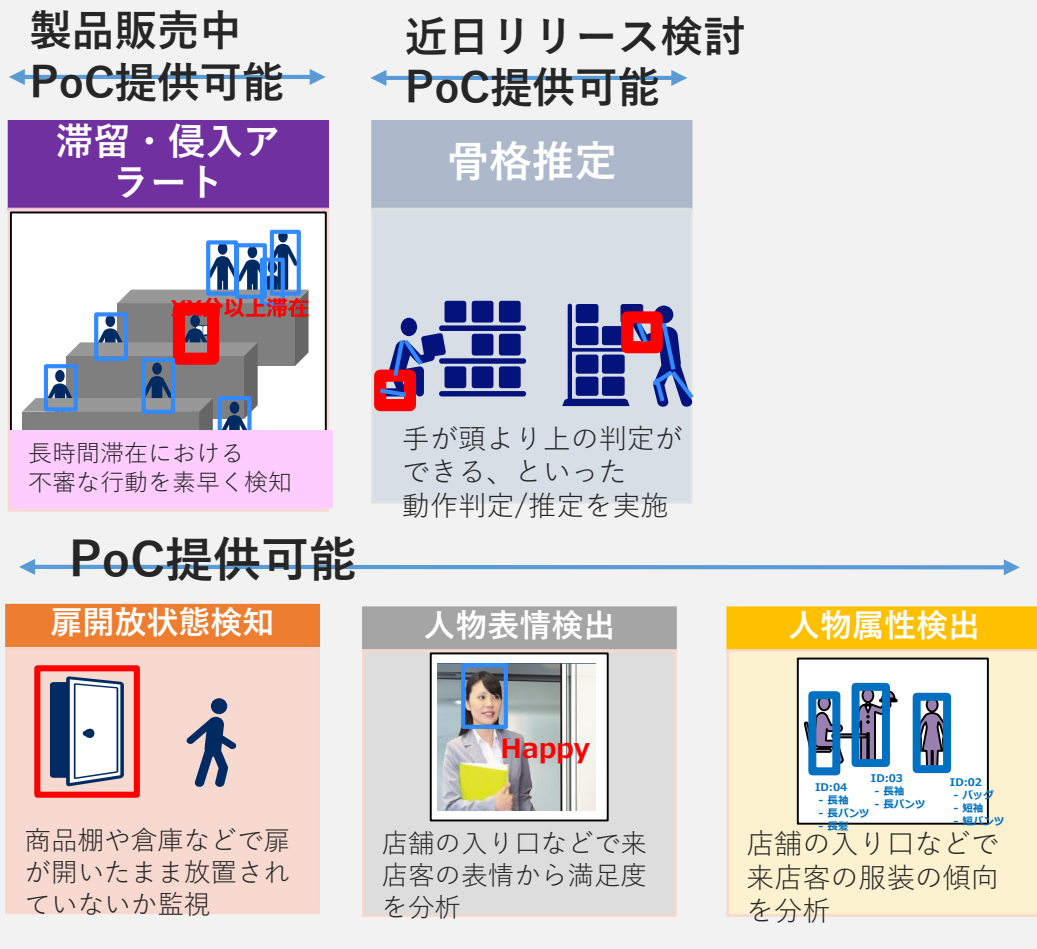 製品販売中
PoC提供可能
近日リリース検討
PoC提供可能
滞留・侵入ア
ラート
骨格推定
XX分以上滞在
長時間滞在における
不審な行動を素早く検知
手が頭より上の判定が
できる、といった
動作判定/推定を実施
PoC提供可能
扉開放状態検知
人物表情検出
人物属性検出
Happy
ID:04
- 長袖
- 長パンツ
- 長髪
ID:03
- 長袖
- 長パンツ
ID:02
- バッグ
- 短袖
- 短パンツ
商品棚や倉庫などで扉
が開いたまま放置され
ていないか監視
店舗の入り口などで来
店客の表情から満足度
を分析
店舗の入り口などで
来店客の服装の傾向
を分析